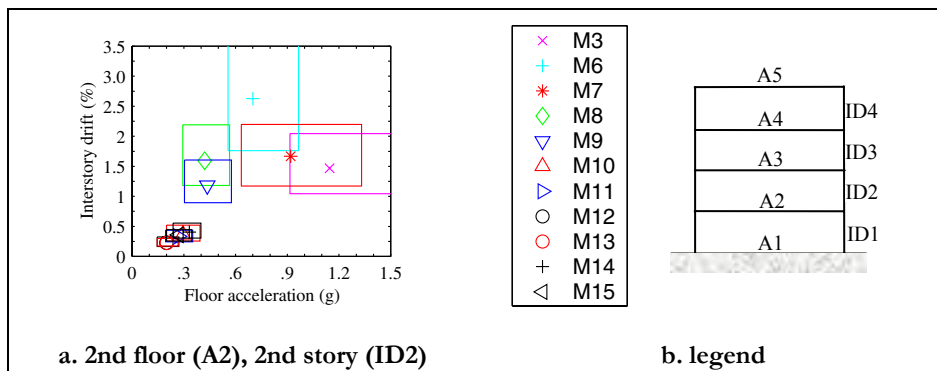 3.5
3.0
2.5
2
1.5
1
0.5
0
Interstory drift (%)
0 .3 .6 .9 1.2 1.5
Floor acceleration (g)
a. 2nd floor (A2), 2nd story (ID2)
M3
M6
M7
M8
M9
M10
M11
M12
M13
M14
M15
A5
A4 ID4
A3 ID3
A2 ID2
A1 ID1
b. legend